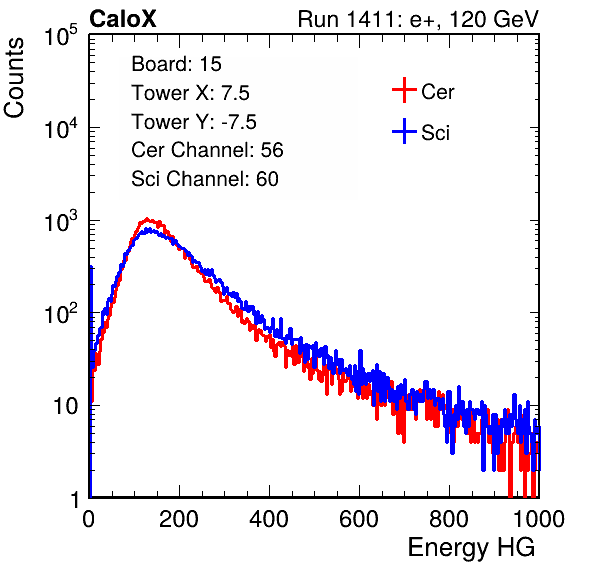 CaloX
Run 1411: e+, 120 GeV
Counts
10^5
10^4
10^3
10^2
10
1
Board: 15
Tower X: 7.5
Tower Y: -7.5
Cer Channel: 56
Sci Channel: 60
Cer
Sci
0 200 400 600 800 1000
Energy HG